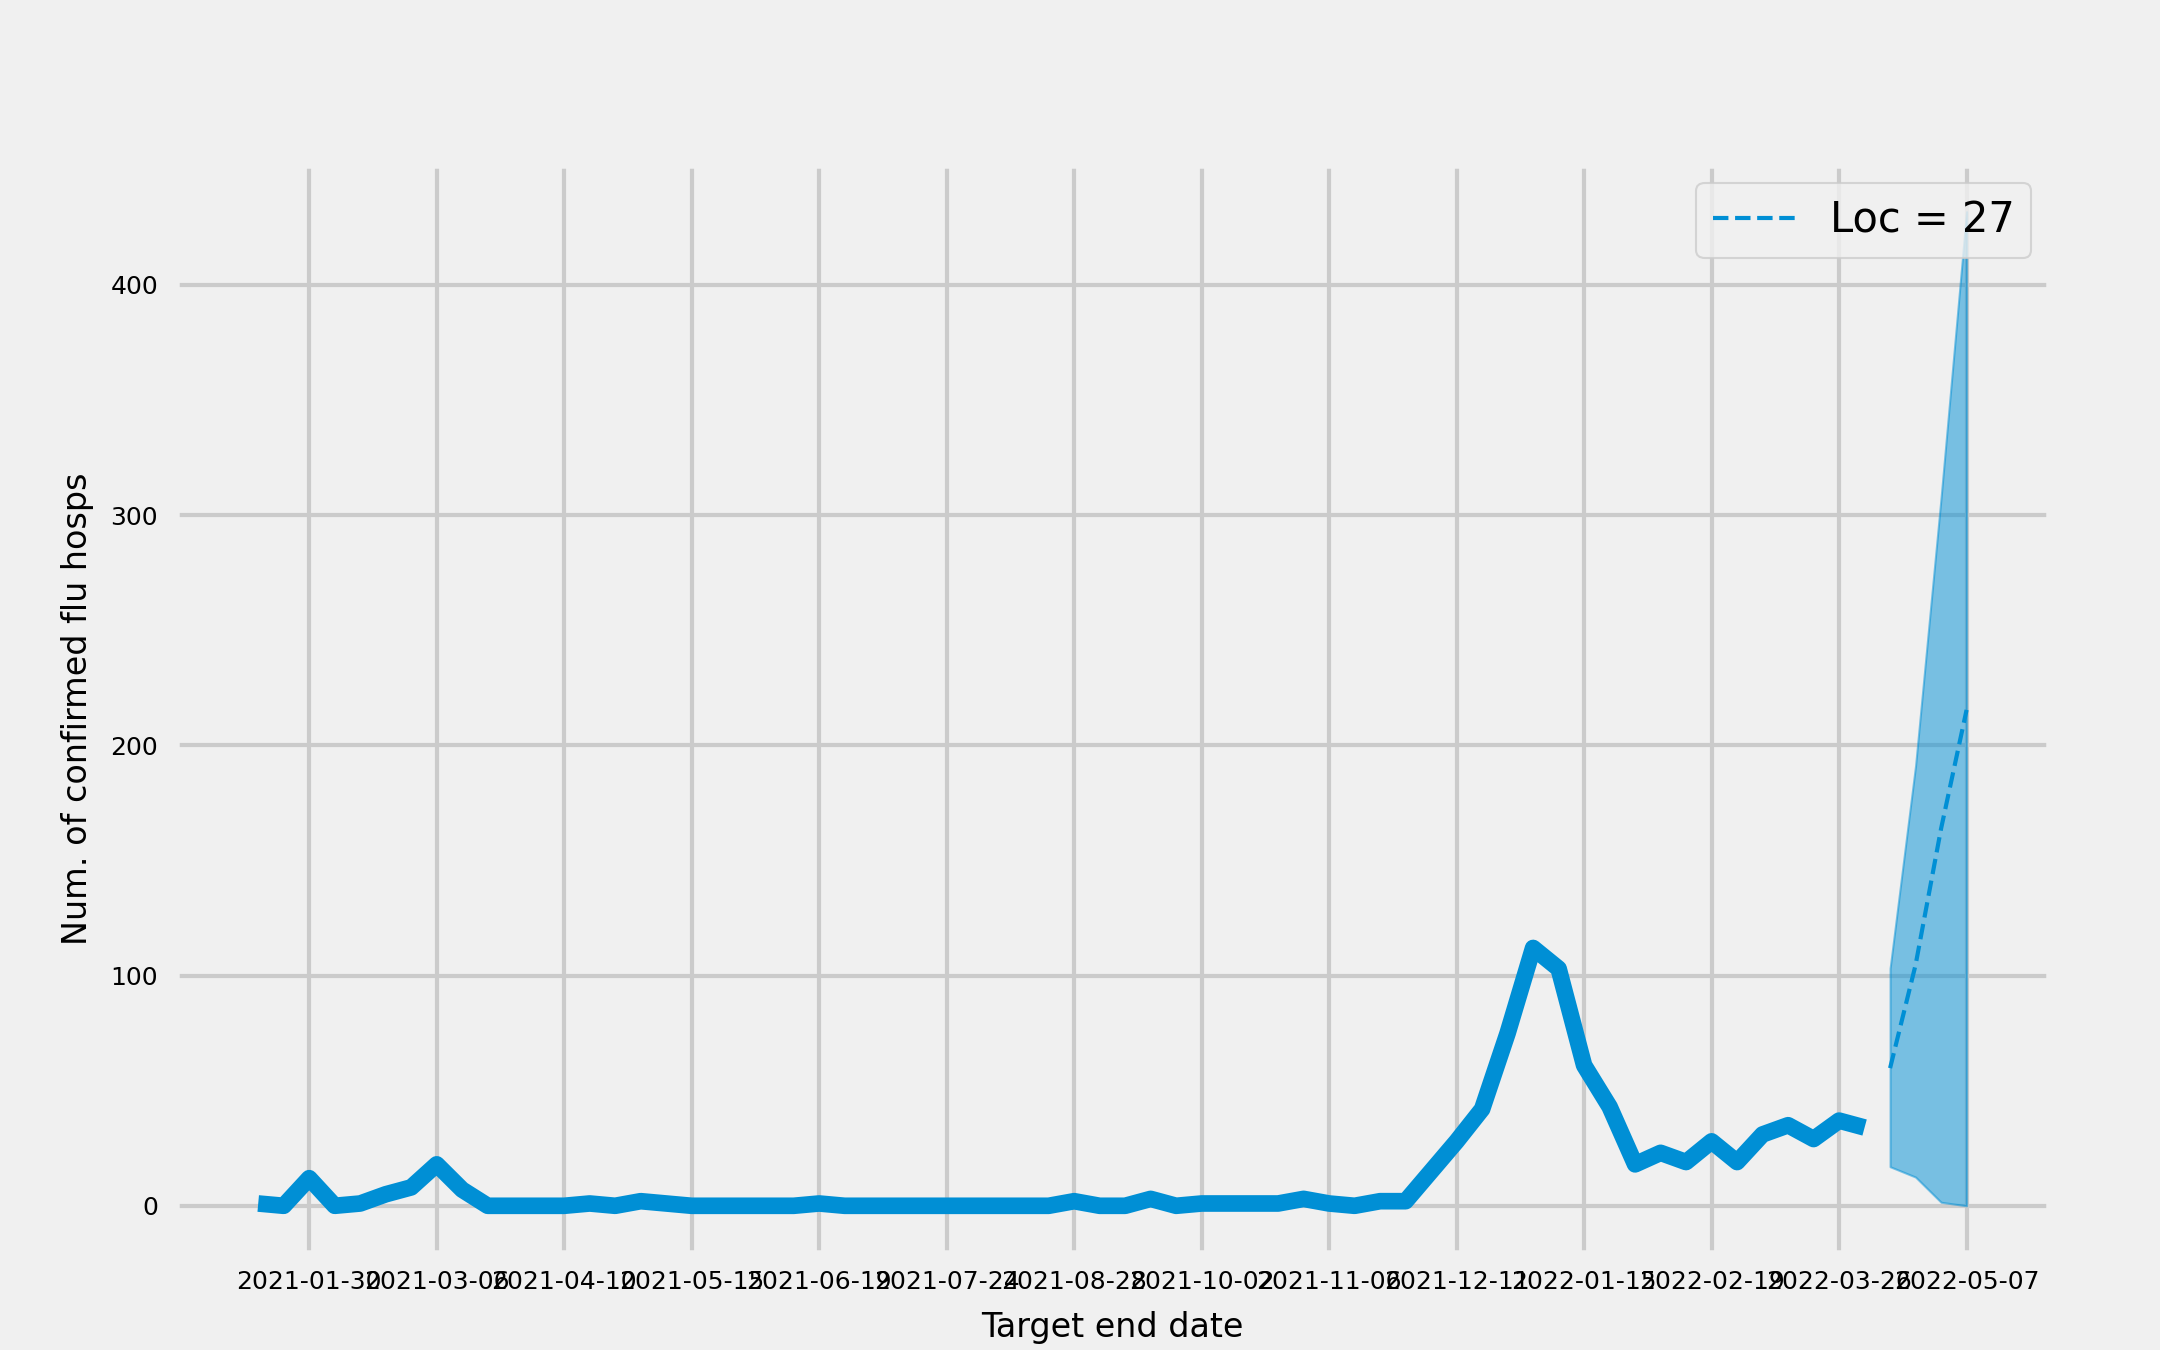 Loc = 27
Num. of confirmed flu hosps
400
300
200
100
0
2021-01-30 2021-03-06 2021-04-10 2021-05-15 2021-06-19 2021-07-24 2021-08-28 2021-10-02 2021-11-06 2021-12-11 2022-01-15 2022-02-19 2022-03-26 2022-05-07
Target end date